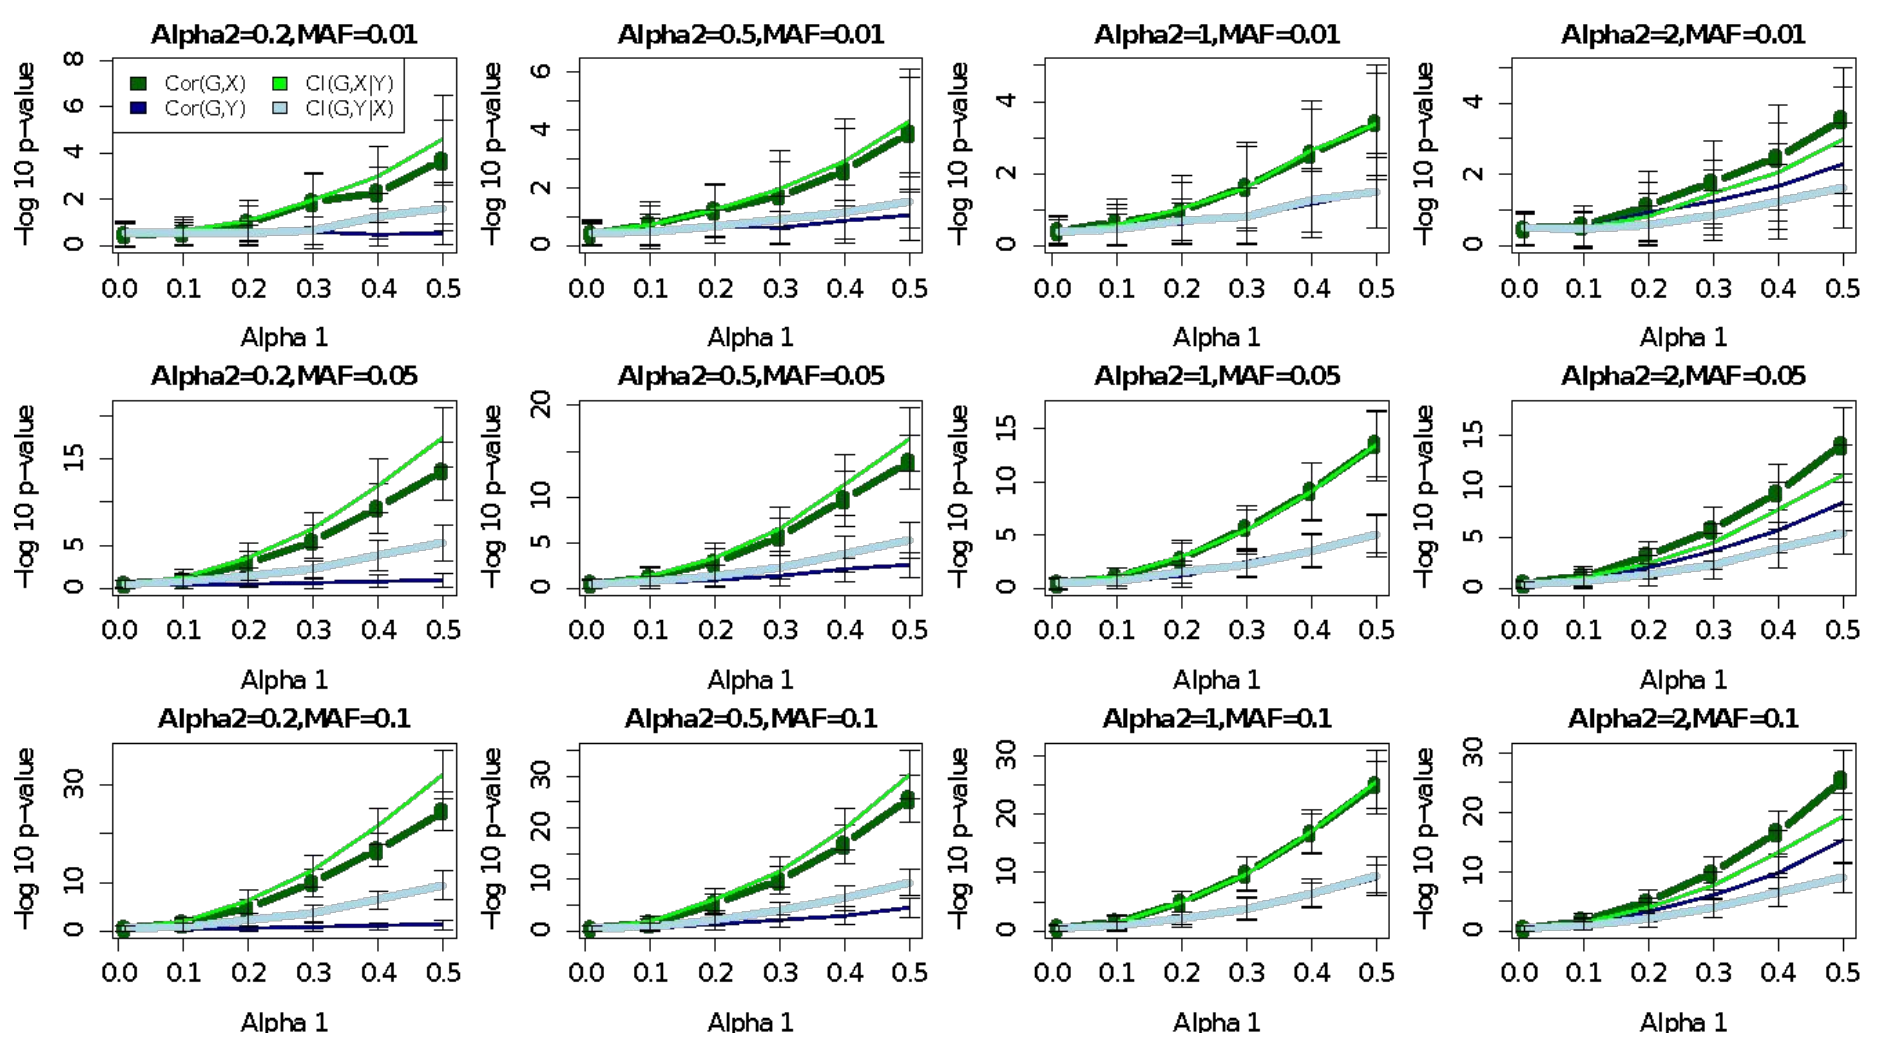 Alpha2=0.2,MAF=0.01
-log 10 p-value
8
6
4
2
0
Cor(G,X) CI(G,X|Y)
Cor(G,Y) CI(G,Y|X)
0.0 0.1 0.2 0.3 0.4 0.5
Alpha 1
Alpha2=0.5,MAF=0.01
-log 10 p-value
6
4
2
0
0.0 0.1 0.2 0.3 0.4 0.5
Alpha 1
Alpha2=1,MAF=0.01
-log 10 p-value
4
2
0
0.0 0.1 0.2 0.3 0.4 0.5
Alpha 1
Alpha2=2,MAF=0.01
-log 10 p-value
4
2
0
0.0 0.1 0.2 0.3 0.4 0.5
Alpha 1
Alpha2=0.2,MAF=0.05
-log 10 p-value
15
5
0
0.0 0.1 0.2 0.3 0.4 0.5
Alpha 1
Alpha2=0.5,MAF=0.05
-log 10 p-value
20
10
5
0
0.0 0.1 0.2 0.3 0.4 0.5
Alpha 1
Alpha2=1,MAF=0.05
-log 10 p-value
15
10
5
0
0.0 0.1 0.2 0.3 0.4 0.5
Alpha 1
Alpha2=2,MAF=0.05
-log 10 p-value
15
10
5
0
0.0 0.1 0.2 0.3 0.4 0.5
Alpha 1
Alpha2=0.2,MAF=0.1
-log 10 p-value
30
10
0
0.0 0.1 0.2 0.3 0.4 0.5
Alpha 1
Alpha2=0.5,MAF=0.1
-log 10 p-value
30
20
10
0
0.0 0.1 0.2 0.3 0.4 0.5
Alpha 1
Alpha2=1,MAF=0.1
-log 10 p-value
30
20
10
0
0.0 0.1 0.2 0.3 0.4 0.5
Alpha 1
Alpha2=2,MAF=0.1
-log 10 p-value
30
20
10
0
0.0 0.1 0.2 0.3 0.4 0.5
Alpha 1